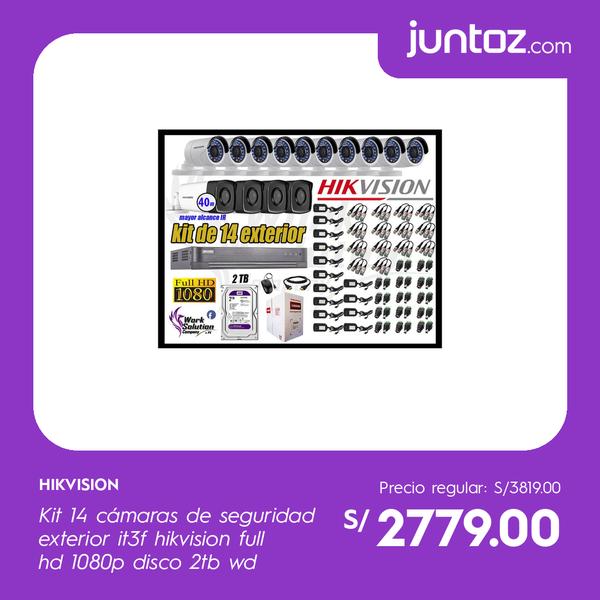 juntoz.com
HIKVISION
40m
mayor alcance IR
kit de 14 exterior
Full HD
1080
2 TB
Work
Solution
Company
HIKVISION
Kit 14 cámaras de seguridad
exterior it3f hikvision full
hd 1080p disco 2tb wd
Precio regular: S/3819.00
S/ 2779.00